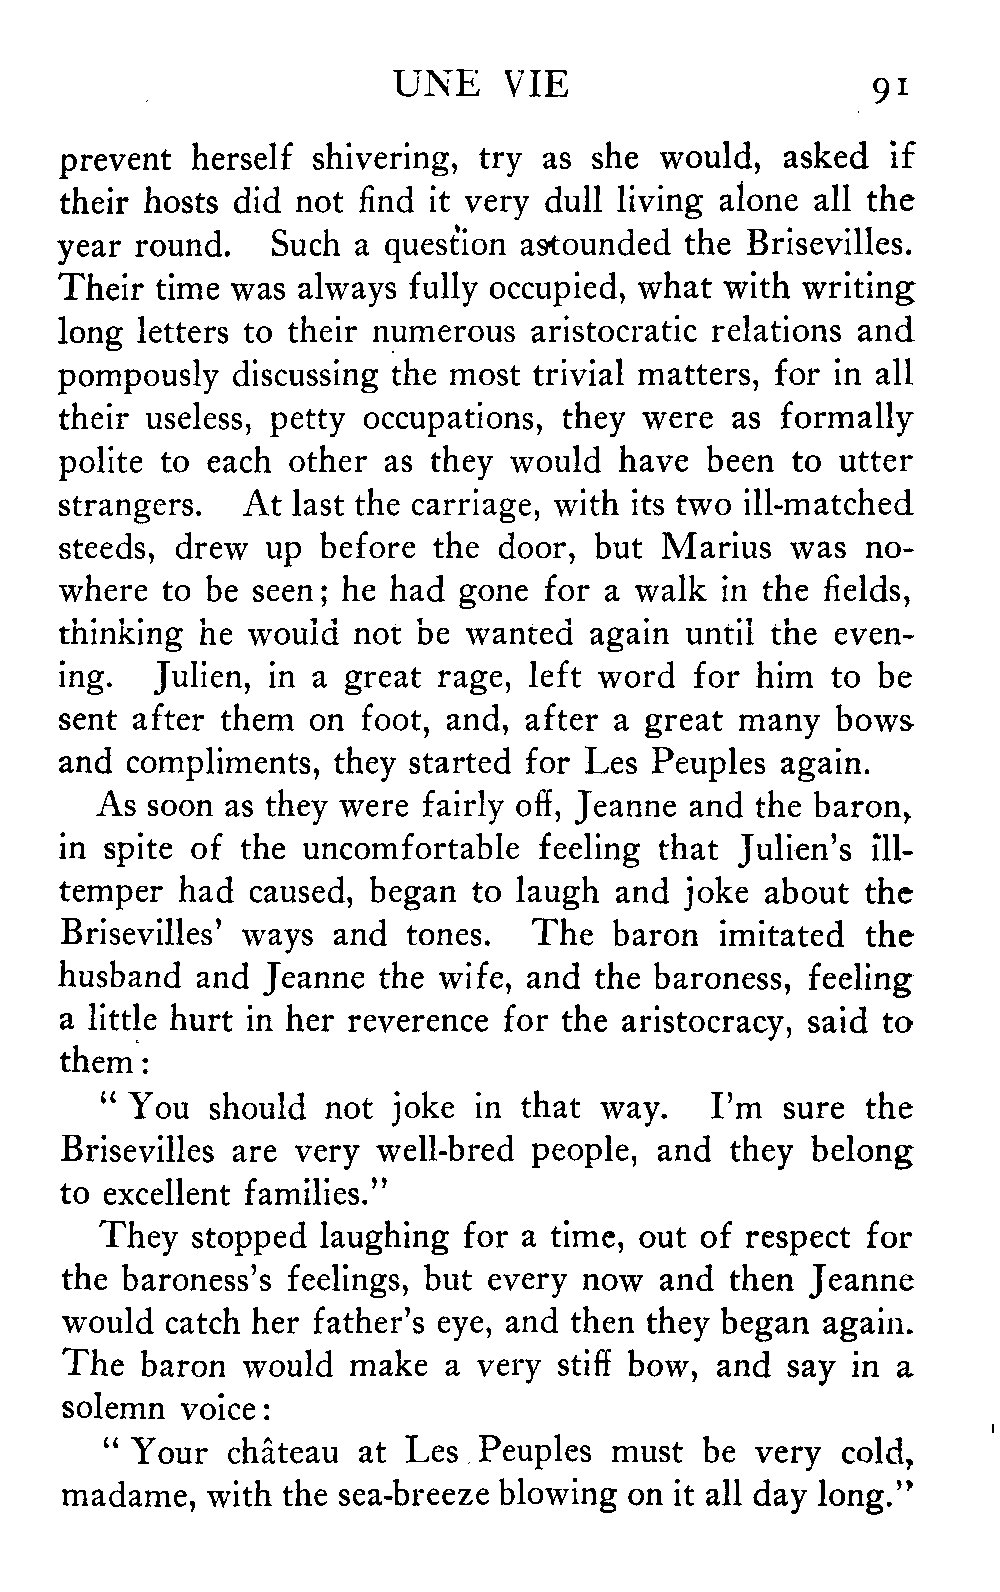 UNE VIE 91
prevent herself shivering, try as she would, asked if
their hosts did not find it very dull living alone all the
year round. Such a question astounded the Brisevilles.
Their time was always fully occupied, what with writing
long letters to their numerous aristocratic relations and
pompously discussing the most trivial matters, for in all
their useless, petty occupations, they were as formally
polite to each other as they would have been to utter
strangers. At last the carriage, with its two ill-matched
steeds, drew up before the door, but Marius was no-
where to be seen; he had gone for a walk in the fields,
thinking he would not be wanted again until the even-
ing. Julien, in a great rage, left word for him to be
sent after them on foot, and, after a great many bows
and compliments, they started for Les Peuples again.
As soon as they were fairly off, Jeanne and the baron,
in spite of the uncomfortable feeling that Julien's ill-
temper had caused, began to laugh and joke about the
Brisevilles' ways and tones. The baron imitated the
husband and Jeanne the wife, and the baroness, feeling
a little hurt in her reverence for the aristocracy, said to
them:
"You should not joke in that way. I'm sure the
Brisevilles are very well-bred people, and they belong
to excellent families."
They stopped laughing for a time, out of respect for
the baroness's feelings, but every now and then Jeanne
would catch her father's eye, and then they began again.
The baron would make a very stiff bow, and say in a
solemn voice:
"Your château at Les Peuples must be very cold,
madame, with the sea-breeze blowing on it all day long."